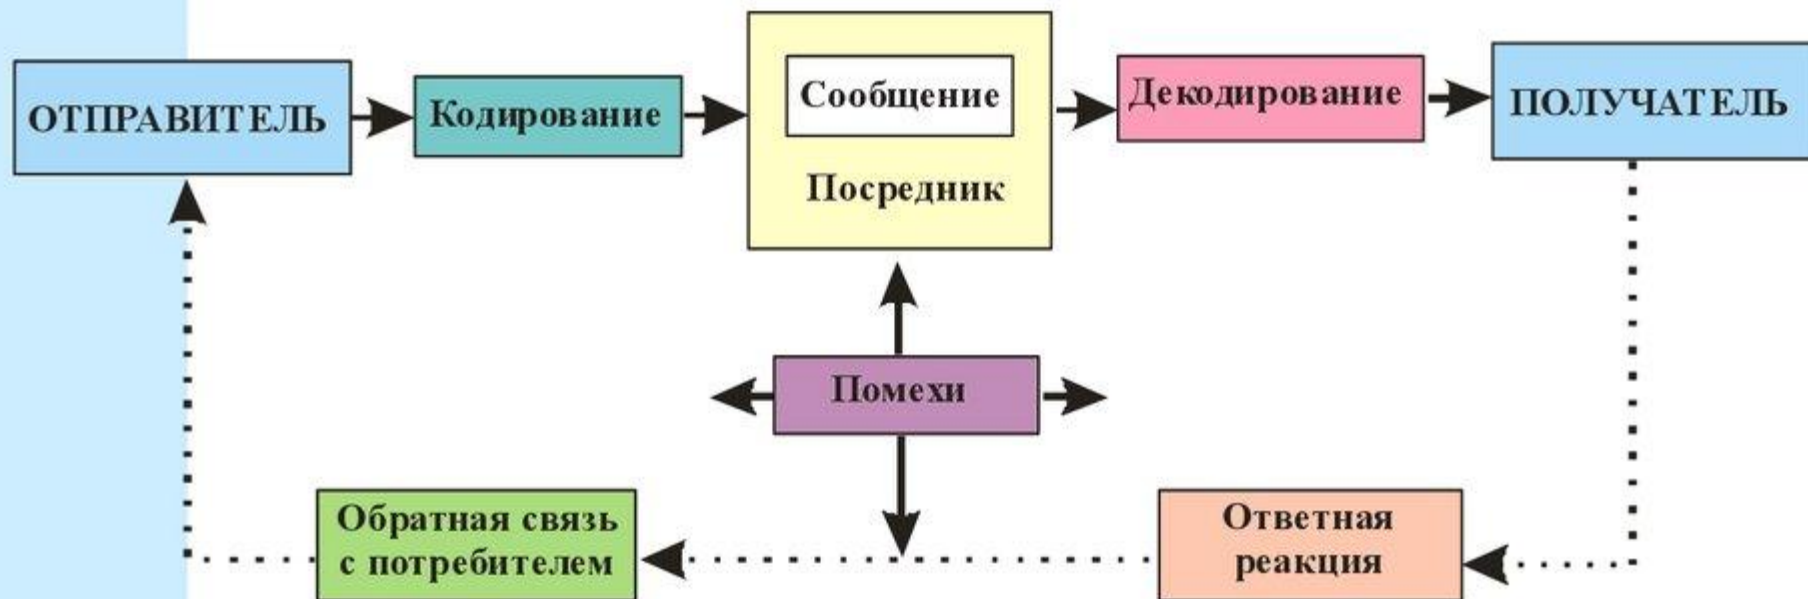 ОТПРАВИТЕЛЬ
Кодирование
Сообщение
Посредник
Декодирование
ПОЛУЧАТЕЛЬ
Помехи
Обратная связь
с потребителем
Ответная
реакция